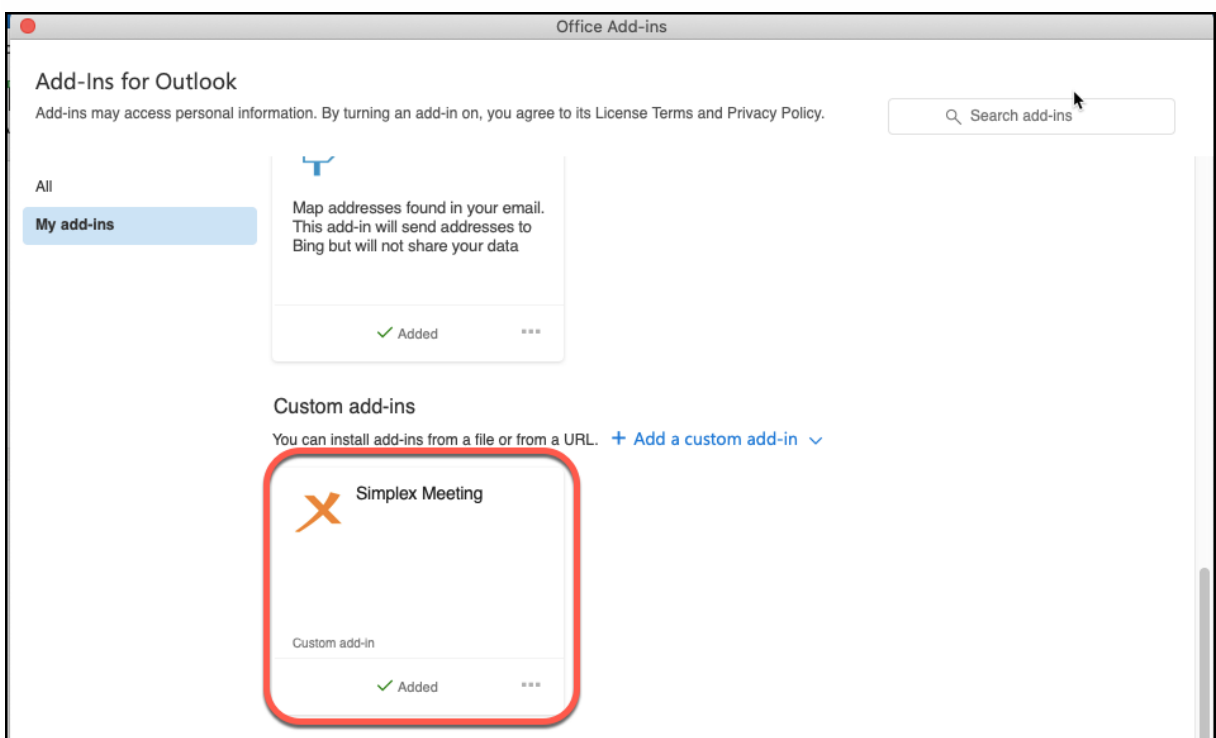 Office Add-ins
Add-Ins for Outlook
Add-ins may access personal information. By turning an add-in on, you agree to its License Terms and Privacy Policy.
Search add-ins
All
My add-ins
Map addresses found in your email.
This add-in will send addresses to
Bing but will not share your data
Added
Custom add-ins
You can install add-ins from a file or from a URL. + Add a custom add-in
Simplex Meeting
Custom add-in
Added